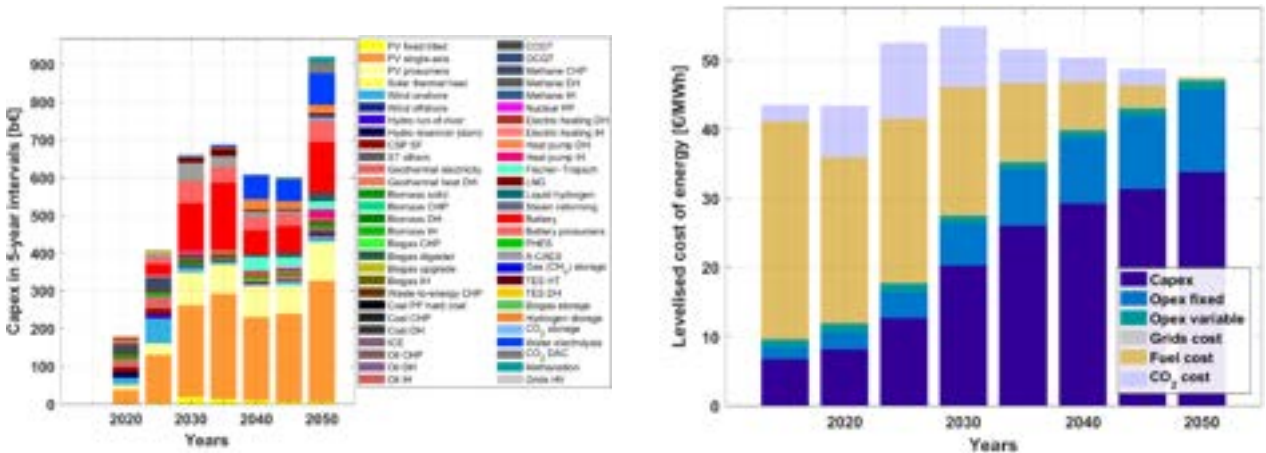 Capex in 5-year intervals [b€]
900
800
700
600
500
400
300
200
100
0
2020
2030
2040
2050
Years
PV fixed tilted
PV single-axis
PV prosumers
Solar thermal heat
Wind onshore
Wind offshore
Hydro run-of-river
Hydro reservoir (dam)
CSP SF
ST others
Geothermal electricity
Geothermal heat DH
Biomass solid
Biomass CHP
Biomass DH
Biomass IH
Biogas CHP
Biogas digester
Biogas upgrade
Biogas IH
Waste-to-energy CHP
Coal PP hard coal
Coal CHP
Coal DH
ICE
Oil CHP
Oil DH
Oil IH
CCGT
OCGT
Methane CHP
Methane DH
Methane IH
Nuclear PP
Electric heating DH
Electric heating IH
Heat pump DH
Heat pump IH
Fischer-Tropsch
LNG
Liquid hydrogen
Steam reforming
Battery
Battery prosumers
PHES
A-CAES
Gas (CH4) storage
TES HT
TES DH
Biogas storage
Hydrogen storage
CO2 storage
Water electrolysis
CO2 DAC
Methanation
Grids HV
Levelised cost of energy [€/MWh]
50
40
30
20
10
0
2020
2030
2040
2050
Years
Capex
Opex fixed
Opex variable
Grids cost
Fuel cost
CO2 cost